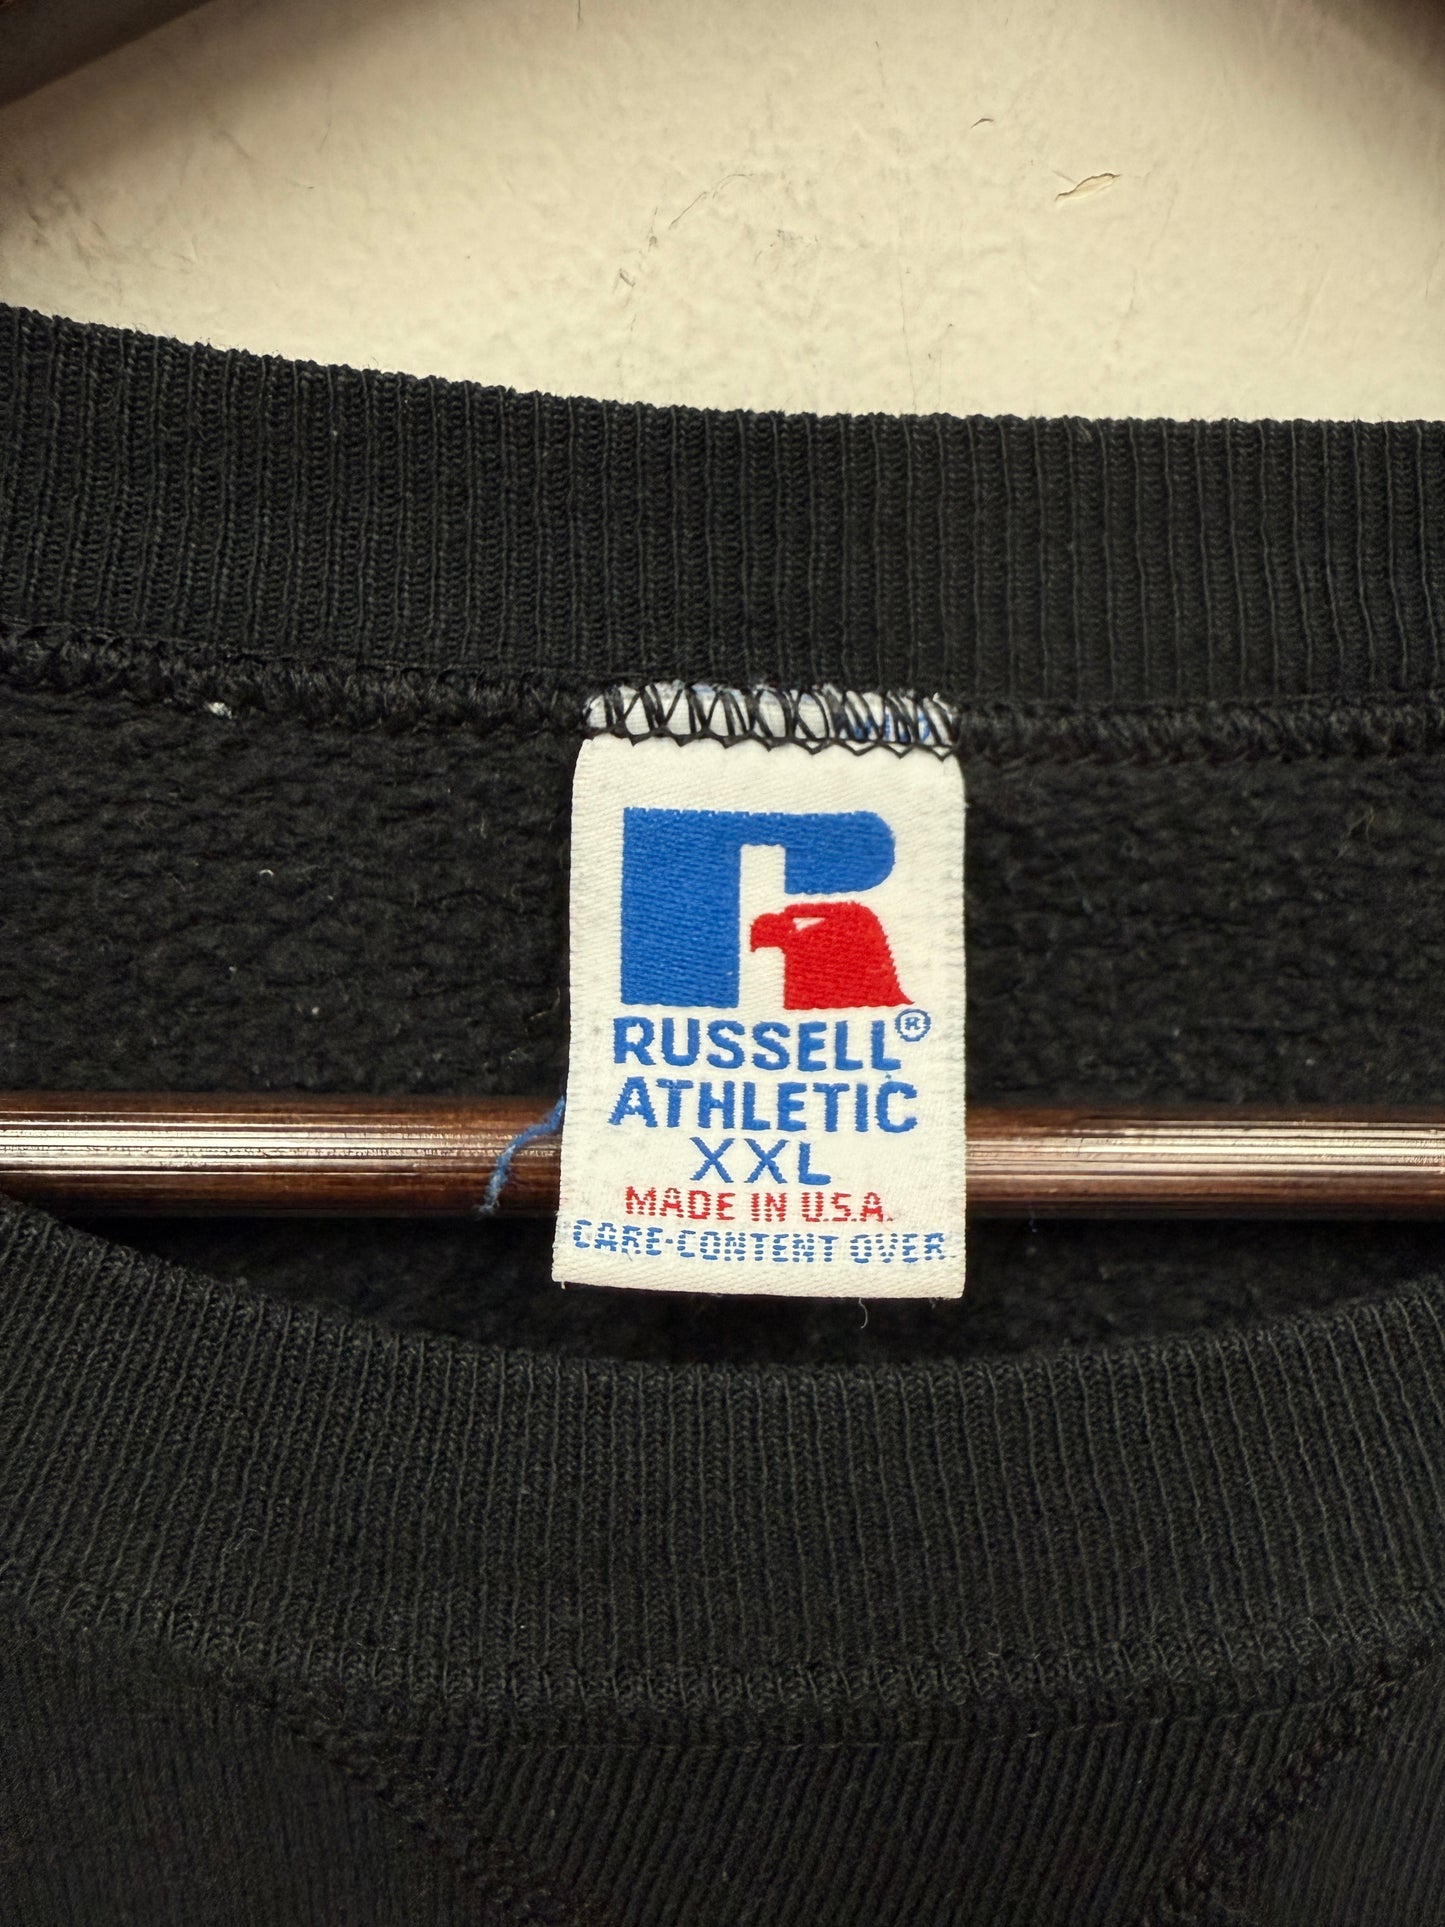 RUSSELL®
ATHLETIC
XXL
MADE IN U.S.A.
CARE-CONTENT OVER